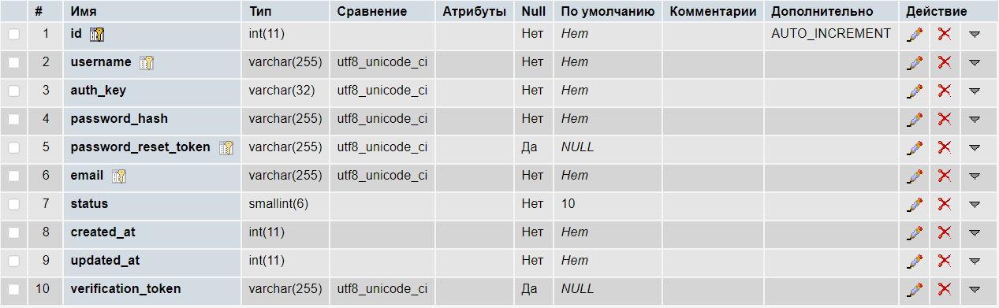 # Имя Тип Сравнение Атрибуты Null По умолчанию Комментарии Дополнительно Действие
1 id int(11) Нет Нет AUTO_INCREMENT
2 username varchar(255) utf8_unicode_ci Нет Нет
3 auth_key varchar(32) utf8_unicode_ci Нет Нет
4 password_hash varchar(255) utf8_unicode_ci Нет Нет
5 password_reset_token varchar(255) utf8_unicode_ci Да NULL
6 email varchar(255) utf8_unicode_ci Нет Нет
7 status smallint(6) Нет 10
8 created_at int(11) Нет Нет
9 updated_at int(11) Нет Нет
10 verification_token varchar(255) utf8_unicode_ci Да NULL